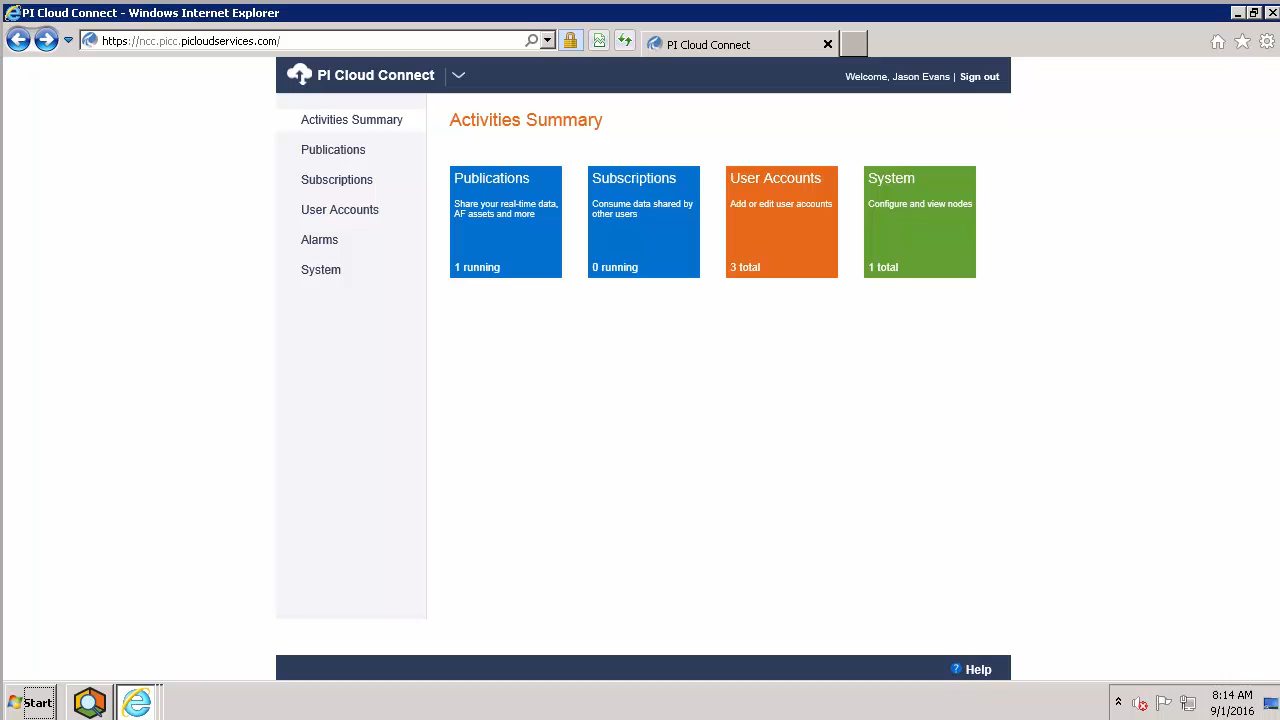 PI Cloud Connect - Windows Internet Explorer
https://ncc.picc.picloudservices.com/
PI Cloud Connect
PI Cloud Connect
Welcome, Jason Evans | Sign out
Activities Summary
Publications
Subscriptions
User Accounts
Alarms
System
Activities Summary
Publications
Share your real-time data,
AF assets and more
1 running
Subscriptions
Consume data shared by
other users
0 running
User Accounts
Add or edit user accounts
3 total
System
Configure and view nodes
1 total
? Help
Start
8:14 AM
9/1/2016